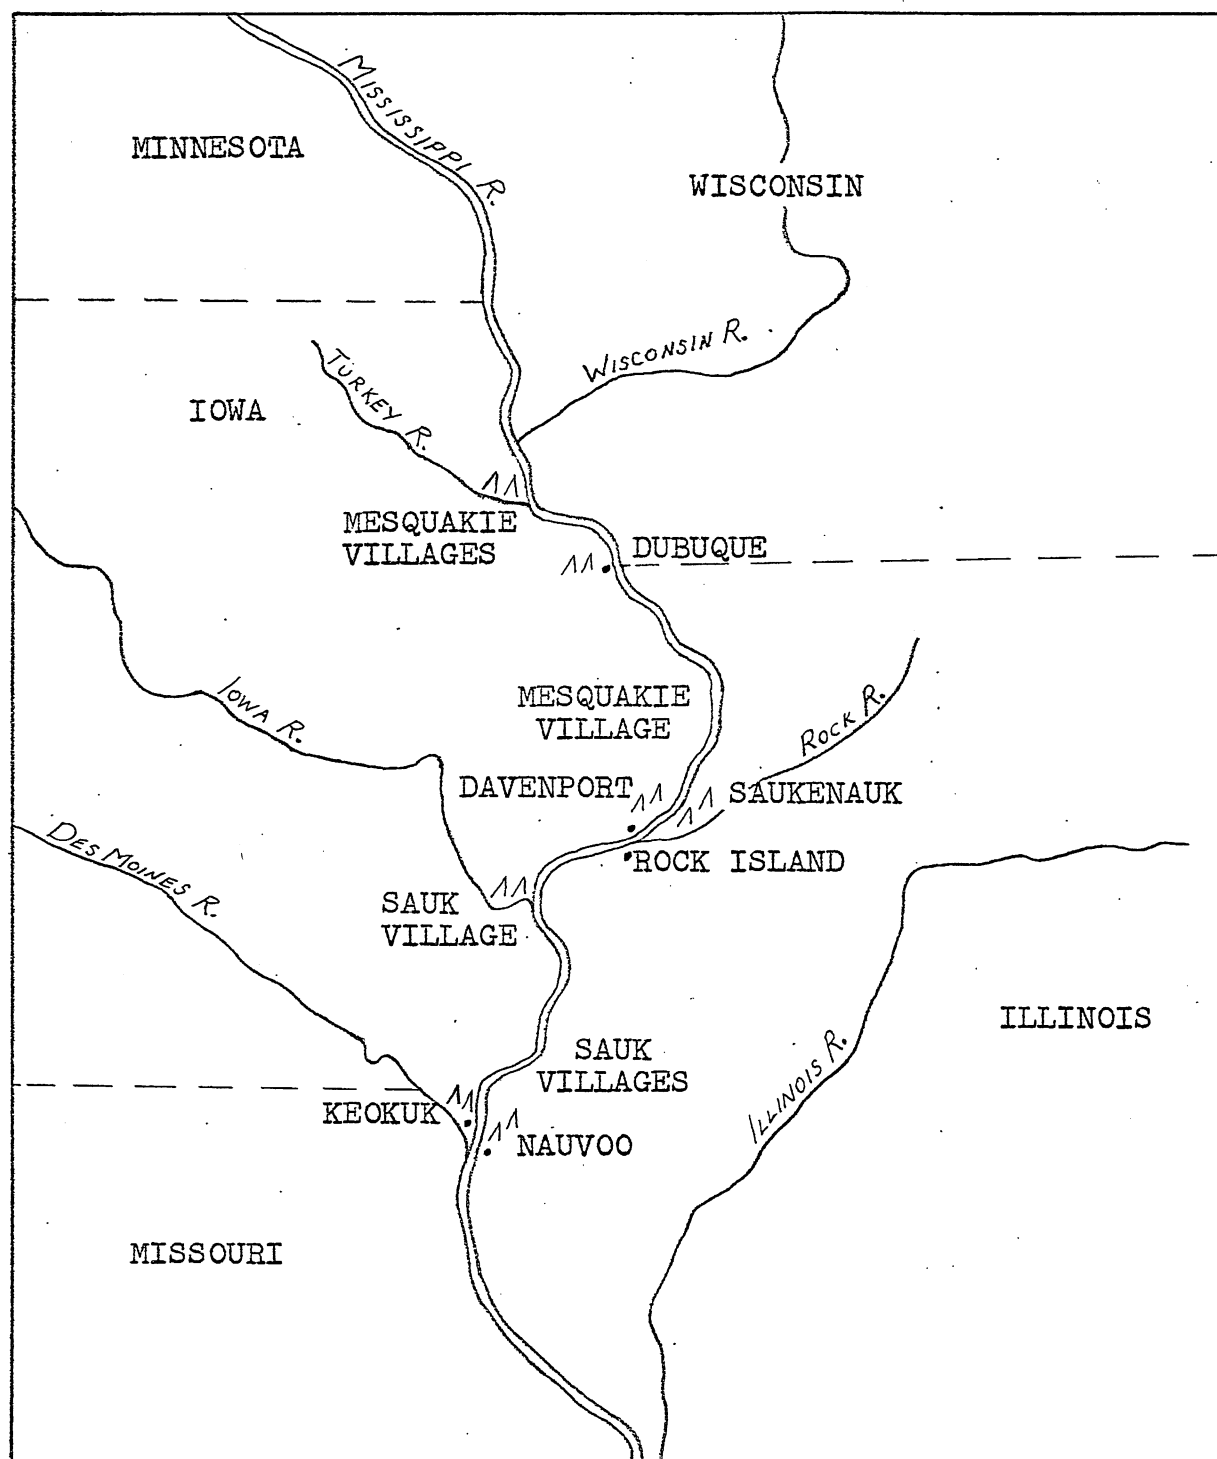 MISSISSIPPI R.
MINNESOTA
WISCONSIN
WISCONSIN R.
TURKEY R.
IOWA
MESQUAKIE
VILLAGES
DUBUQUE
IOWA R.
MESQUAKIE
VILLAGE
ROCK R.
DAVENPORT
SAUKENAUK
DES MOINES R.
ROCK ISLAND
SAUK
VILLAGE
ILLINOIS
SAUK
VILLAGES
ILLINOIS R.
KEOKUK
NAUVOO
MISSOURI